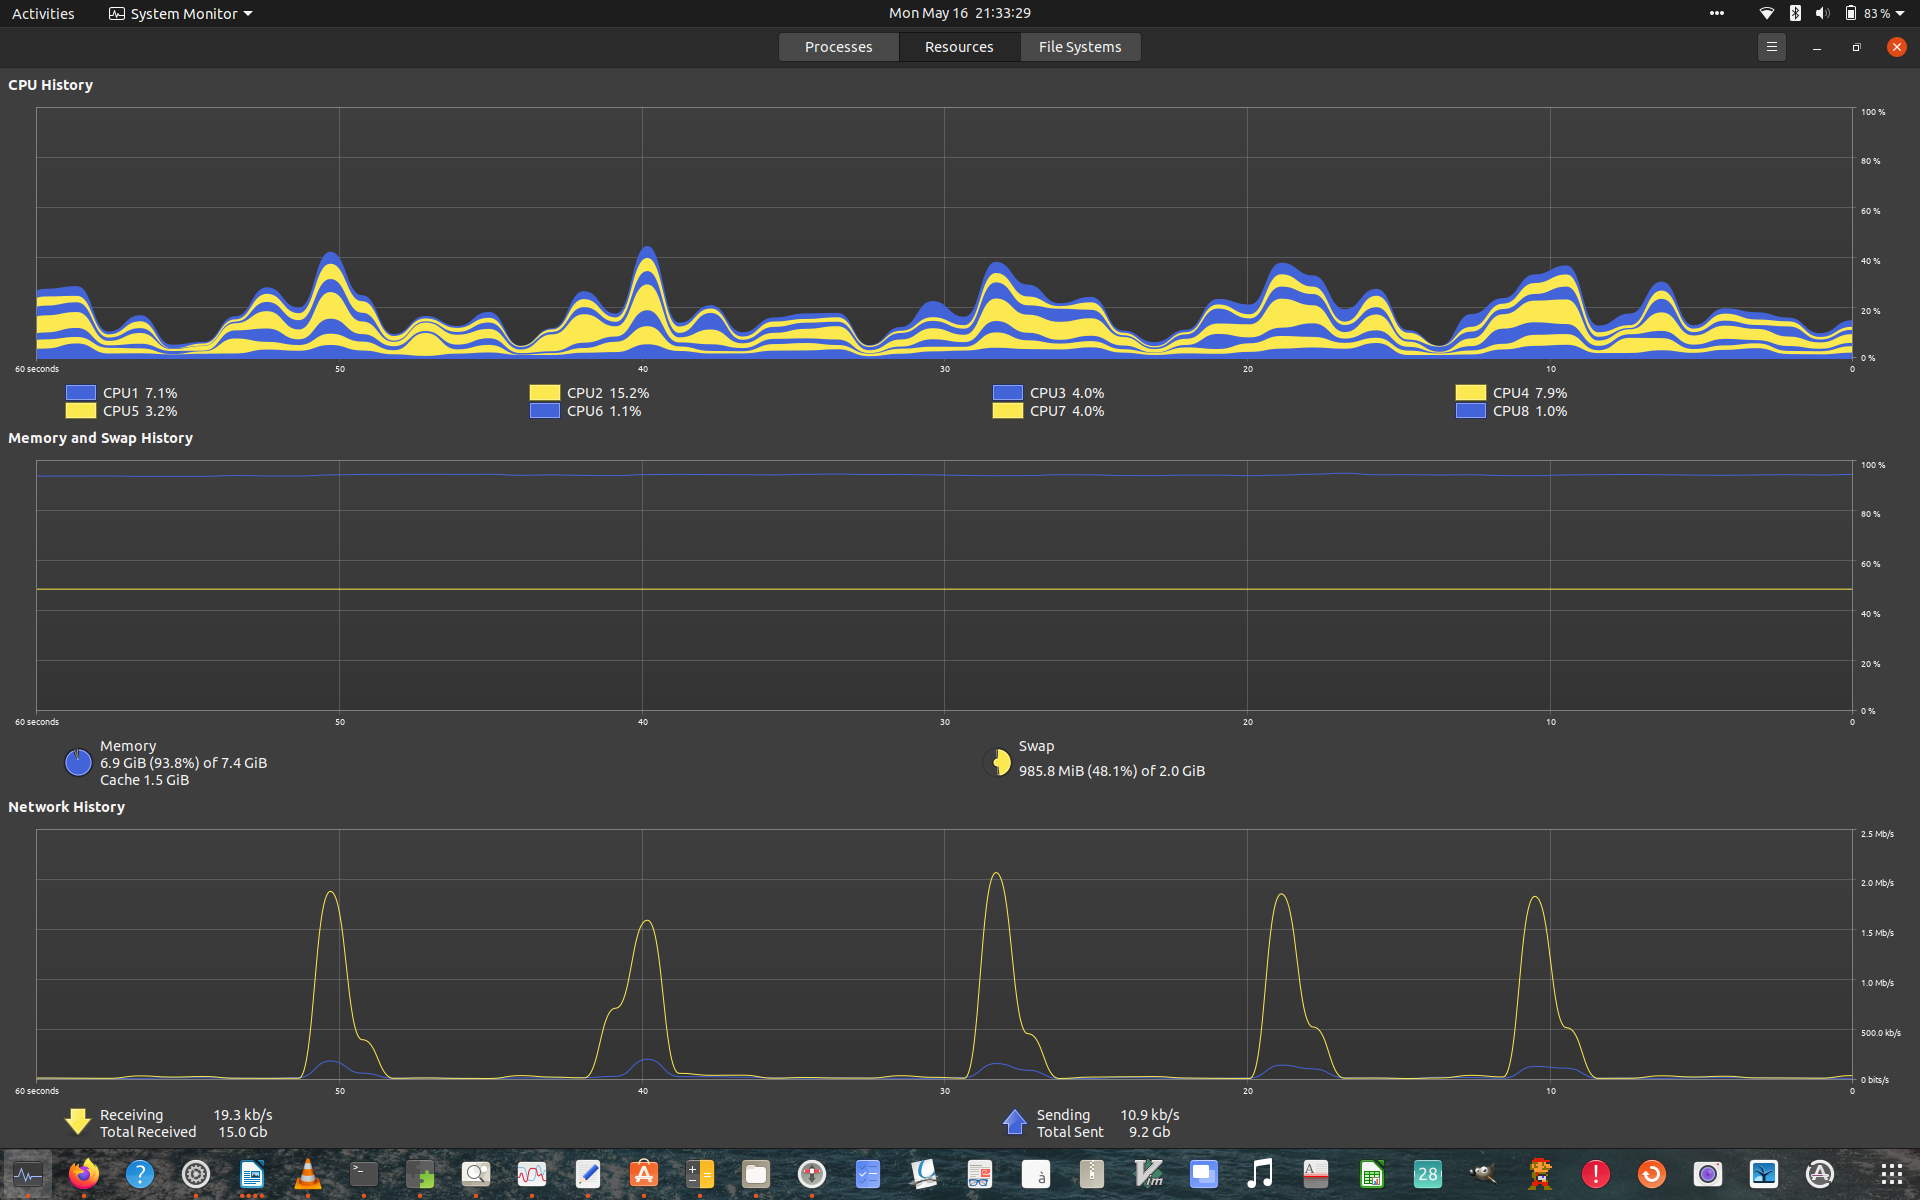 Activities System Monitor Mon May 16 21:33:29 83 %
Processes Resources File Systems
CPU History
100 %
80 %
60 %
40 %
20 %
0 %
60 seconds 50 40 30 20 10 0
CPU1 7.1% CPU2 15.2% CPU3 4.0% CPU4 7.9%
CPU5 3.2% CPU6 1.1% CPU7 4.0% CPU8 1.0%
Memory and Swap History
100 %
80 %
60 %
40 %
20 %
0 %
60 seconds 50 40 30 20 10 0
Memory
6.9 GiB (93.8%) of 7.4 GiB
Cache 1.5 GiB
Swap
985.8 MiB (48.1%) of 2.0 GiB
Network History
2.5 Mb/s
2.0 Mb/s
1.5 Mb/s
1.0 Mb/s
500.0 kb/s
0 bits/s
60 seconds 50 40 30 20 10 0
Receiving 19.3 kb/s
Total Received 15.0 Gb
Sending 10.9 kb/s
Total Sent 9.2 Gb
? >_ A à Vim A 28 !